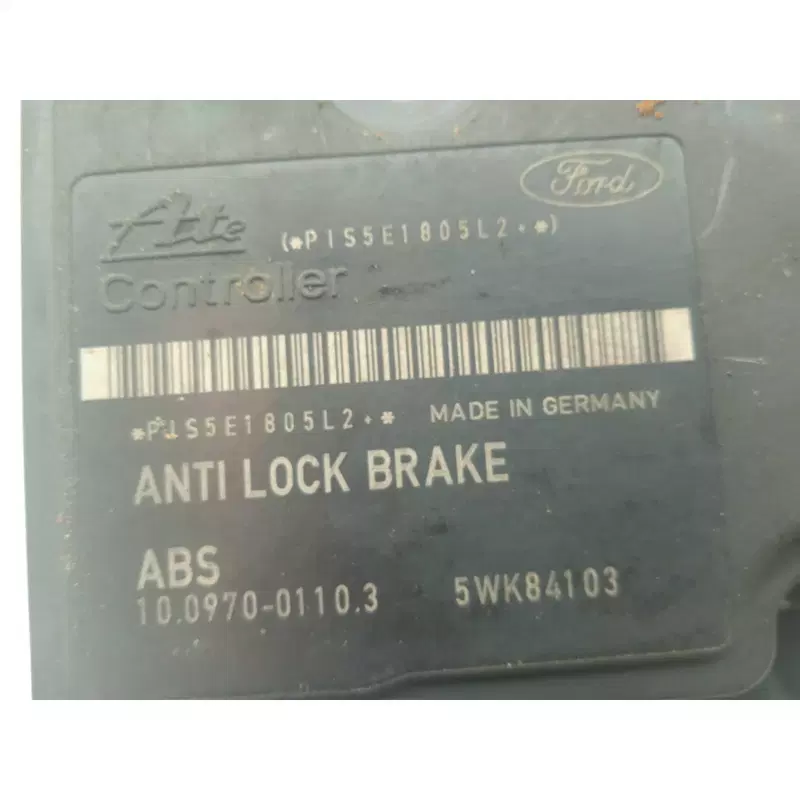 Ford
Ate (*P1S5E1805L2+*)
Controller
*P1S5E1805L2+* MADE IN GERMANY
ANTI LOCK BRAKE
ABS
10.0970-0110.3 5WK84103